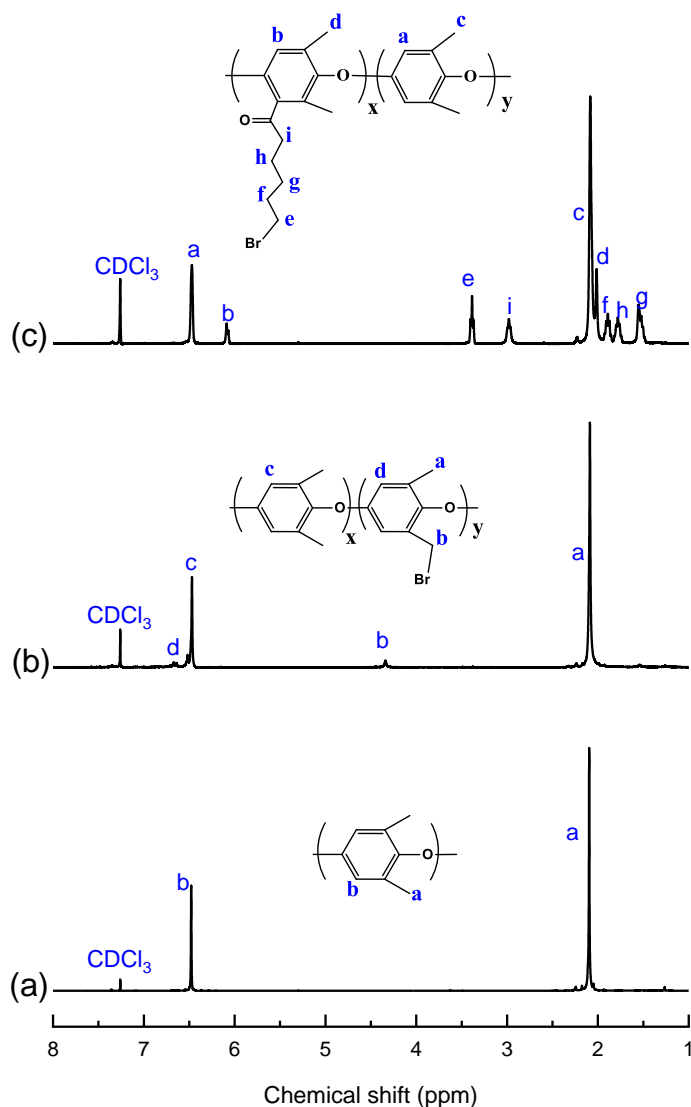 b d a c
O O
x y
O
i
h
g
f
e
Br
c
CDCl3 a d
e
b i f h g
(c)
c d a
O O
x y
b
Br
a
c
CDCl3
d b
(b)
a
O
b
b a
CDCl3
(a)
8 7 6 5 4 3 2 1
Chemical shift (ppm)